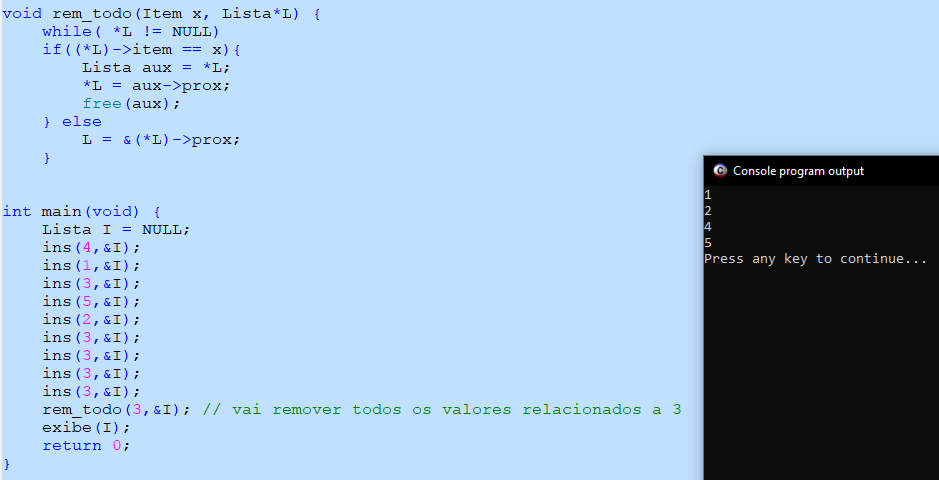 void rem_todo(Item x, Lista*L) {
    while( *L != NULL)
    if((*L)->item == x){
        Lista aux = *L;
        *L = aux->prox;
        free(aux);
    } else
        L = &(*L)->prox;
    }
int main(void) {
    Lista I = NULL;
    ins(4,&I);
    ins(1,&I);
    ins(3,&I);
    ins(5,&I);
    ins(2,&I);
    ins(3,&I);
    ins(3,&I);
    ins(3,&I);
    ins(3,&I);
    rem_todo(3,&I); // vai remover todos os valores relacionados a 3
    exibe(I);
    return 0;
}
Console program output
1
2
4
5
Press any key to continue...